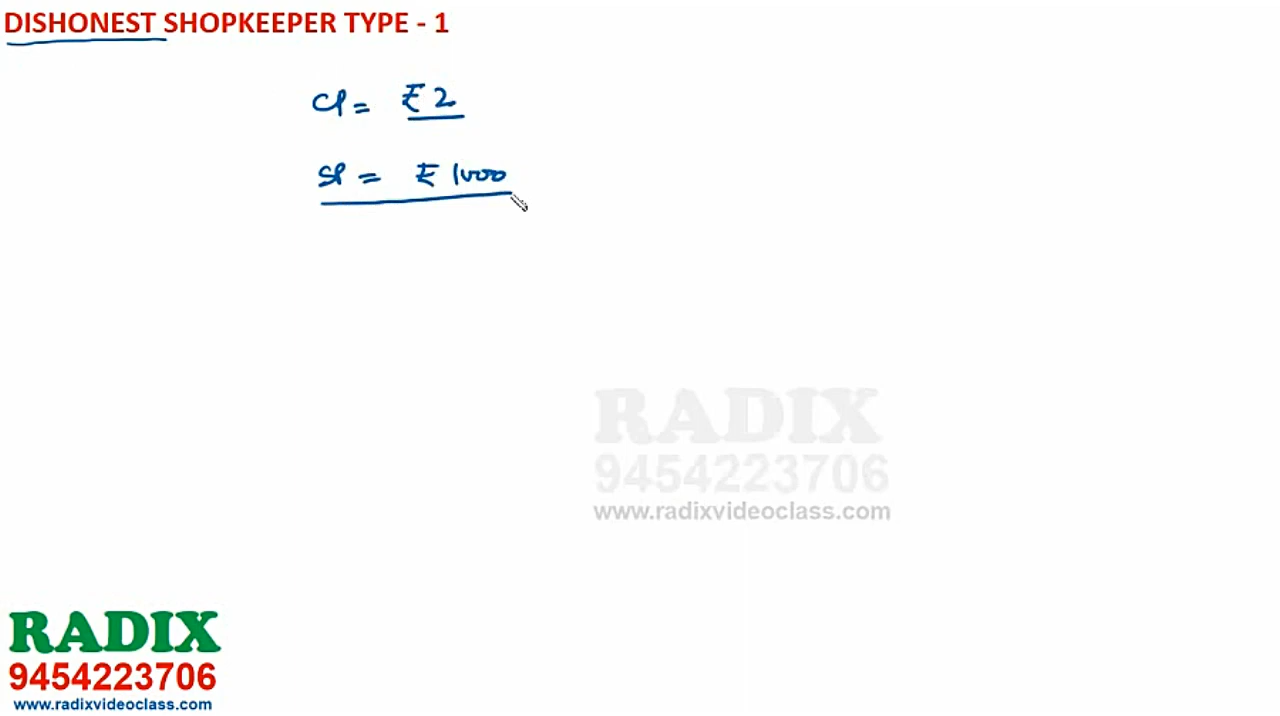 DISHONEST SHOPKEEPER TYPE - 1
CP = ₹ 2
SP = ₹ 1000
RADIX
9454223706
www.radixvideoclass.com
RADIX
9454223706
www.radixvideoclass.com